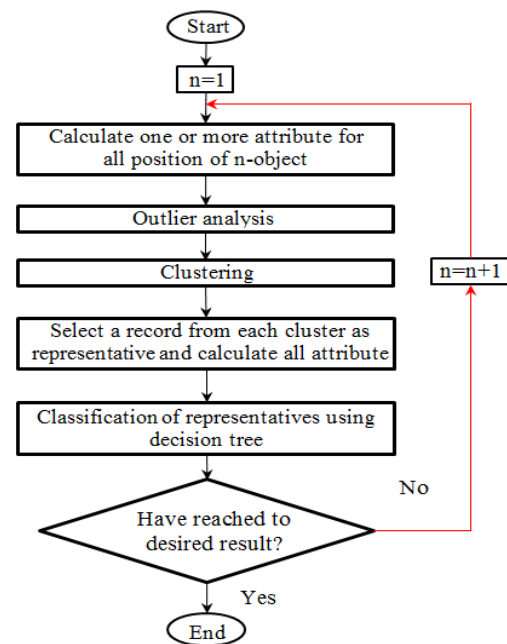 Start
n=1
Calculate one or more attribute for
all position of n-object
Outlier analysis
Clustering
n=n+1
Select a record from each cluster as
representative and calculate all attribute
Classification of representatives using
decision tree
No
Have reached to
desired result?
Yes
End